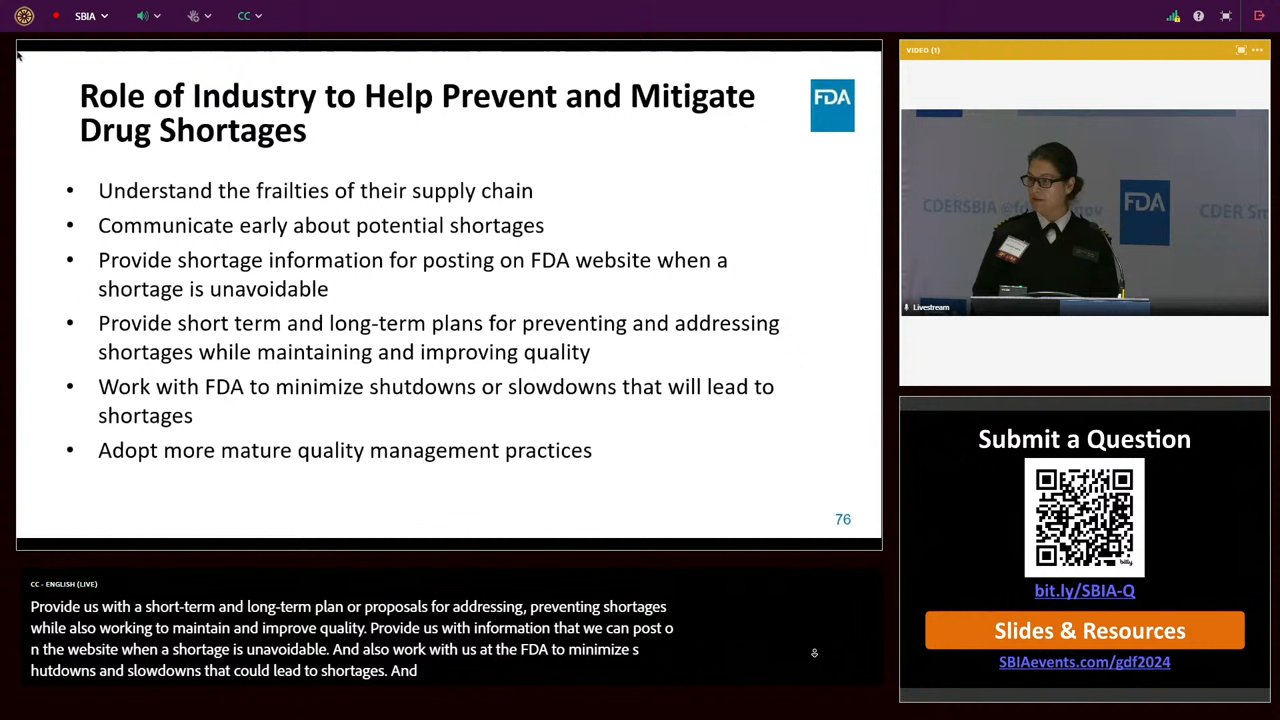 SBIA
CC
Role of Industry to Help Prevent and Mitigate
Drug Shortages
FDA
• Understand the frailties of their supply chain
• Communicate early about potential shortages
• Provide shortage information for posting on FDA website when a
shortage is unavoidable
• Provide short term and long-term plans for preventing and addressing
shortages while maintaining and improving quality
• Work with FDA to minimize shutdowns or slowdowns that will lead to
shortages
• Adopt more mature quality management practices
76
CC - ENGLISH (LIVE)
Provide us with a short-term and long-term plan or proposals for addressing, preventing shortages
while also working to maintain and improve quality. Provide us with information that we can post o
n the website when a shortage is unavoidable. And also work with us at the FDA to minimize s
hutdowns and slowdowns that could lead to shortages. And
VIDEO (1)
CDERSBIA
FDA
CDER
Livestream
Submit a Question
bitly
bit.ly/SBIA-Q
Slides & Resources
SBIAevents.com/gdf2024